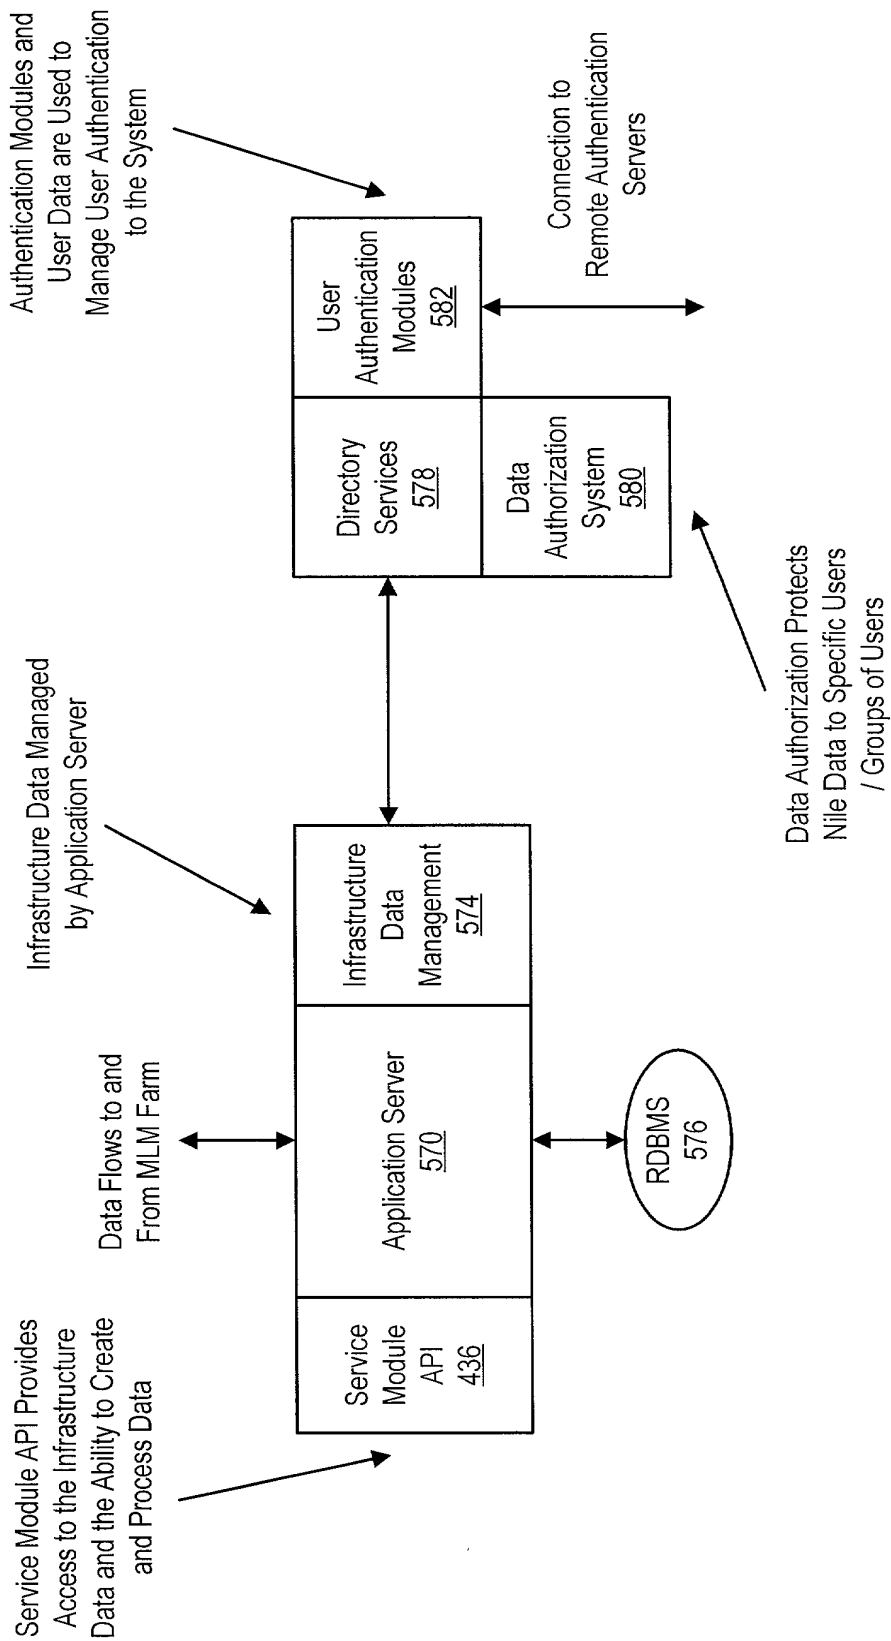 Service Module API Provides
Access to the Infrastructure
Data and the Ability to Create
and Process Data
Data Flows to and
From MLM Farm
Infrastructure Data Managed
by Application Server
Authentication Modules and
User Data are Used to
Manage User Authentication
to the System
Service
Module
API
436
Application Server
570
Infrastructure
Data
Management
574
Directory
Services
578
User
Authentication
Modules
582
Data
Authorization
System
580
Connection to
Remote Authentication
Servers
RDBMS
576
Data Authorization Protects
Nile Data to Specific Users
/ Groups of Users